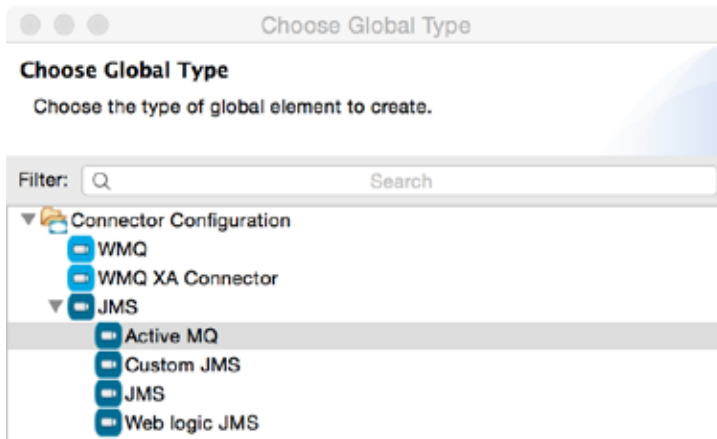 Choose Global Type
Choose Global Type
Choose the type of global element to create.
Filter: Search
Connector Configuration
WMQ
WMQ XA Connector
JMS
Active MQ
Custom JMS
JMS
Web logic JMS